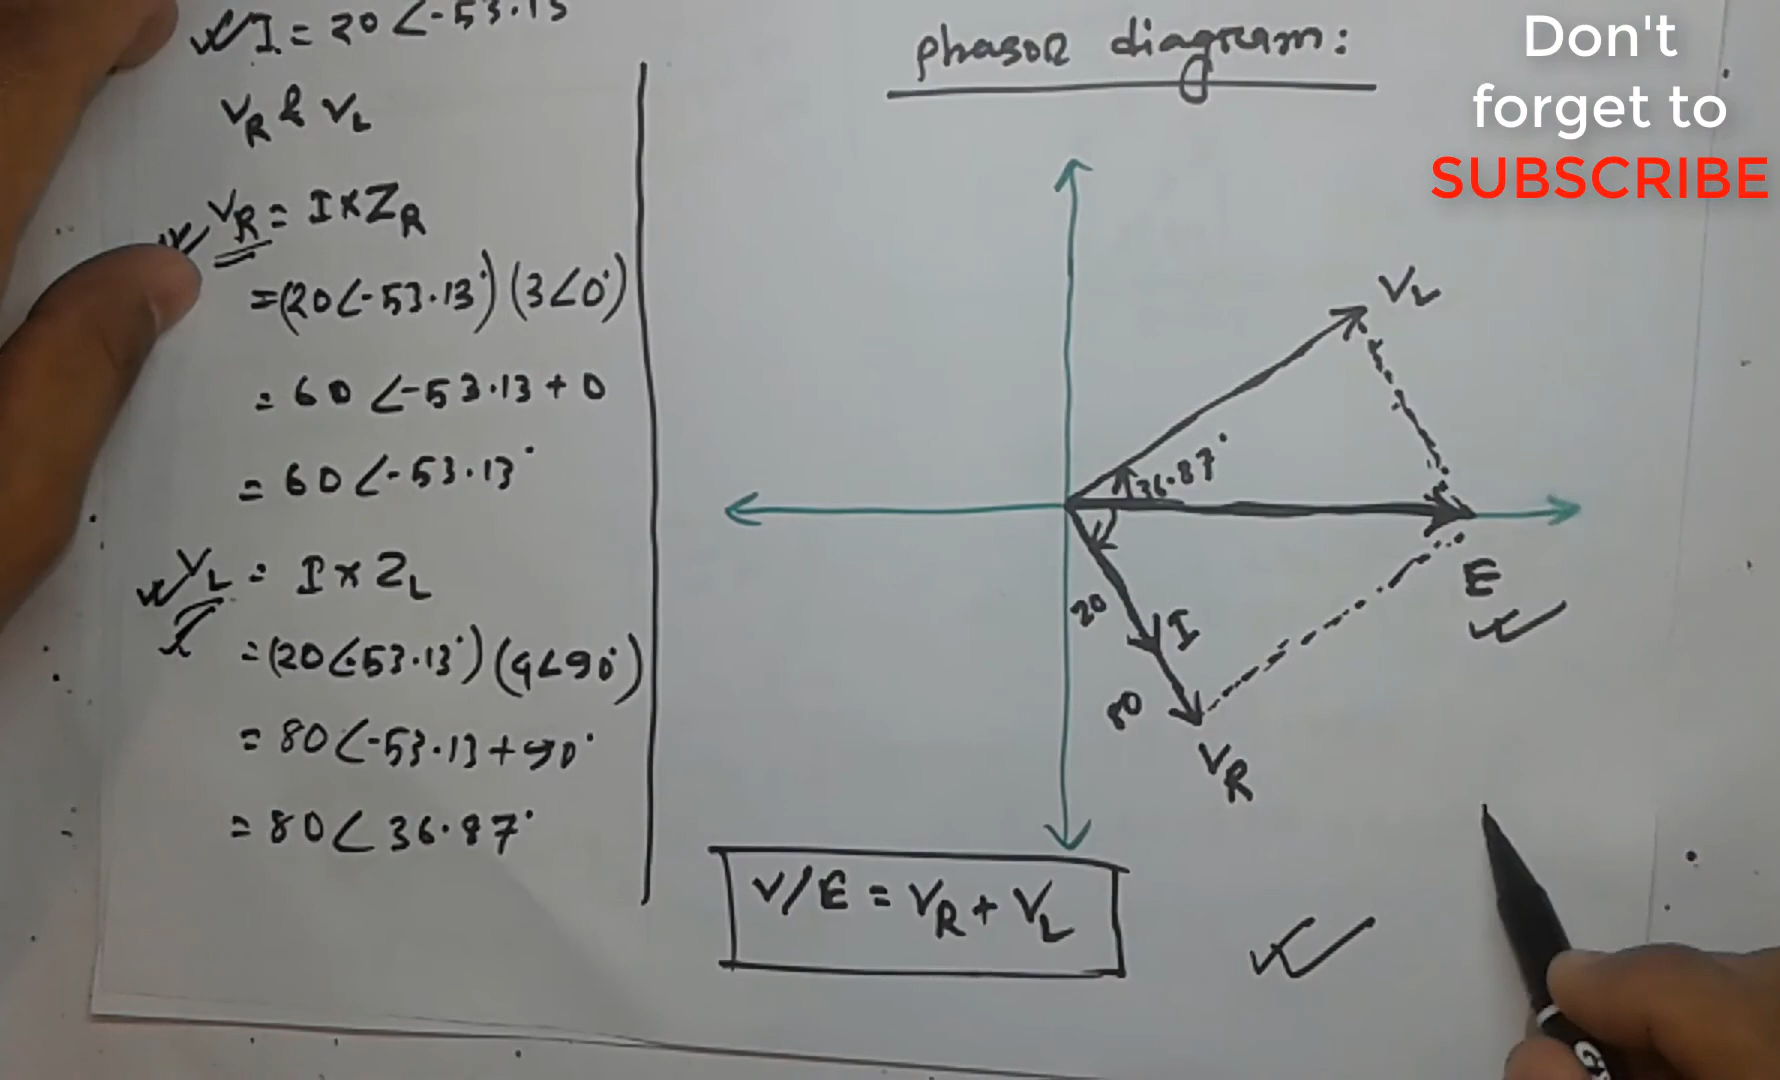 I = 20 ∠-53.13
VR & VL
VR = I×ZR
=(20∠-53.13°)(3∠0°)
= 60 ∠-53.13 + 0
= 60 ∠-53.13°
VL = I × ZL
=(20∠-53.13°)(4∠90°)
= 80 ∠-53.13+90°
= 80 ∠ 36.87°
phasor diagram:
VL
36.87°
E
20
I
80
VR
V/E = VR + VL
Don't
forget to
SUBSCRIBE